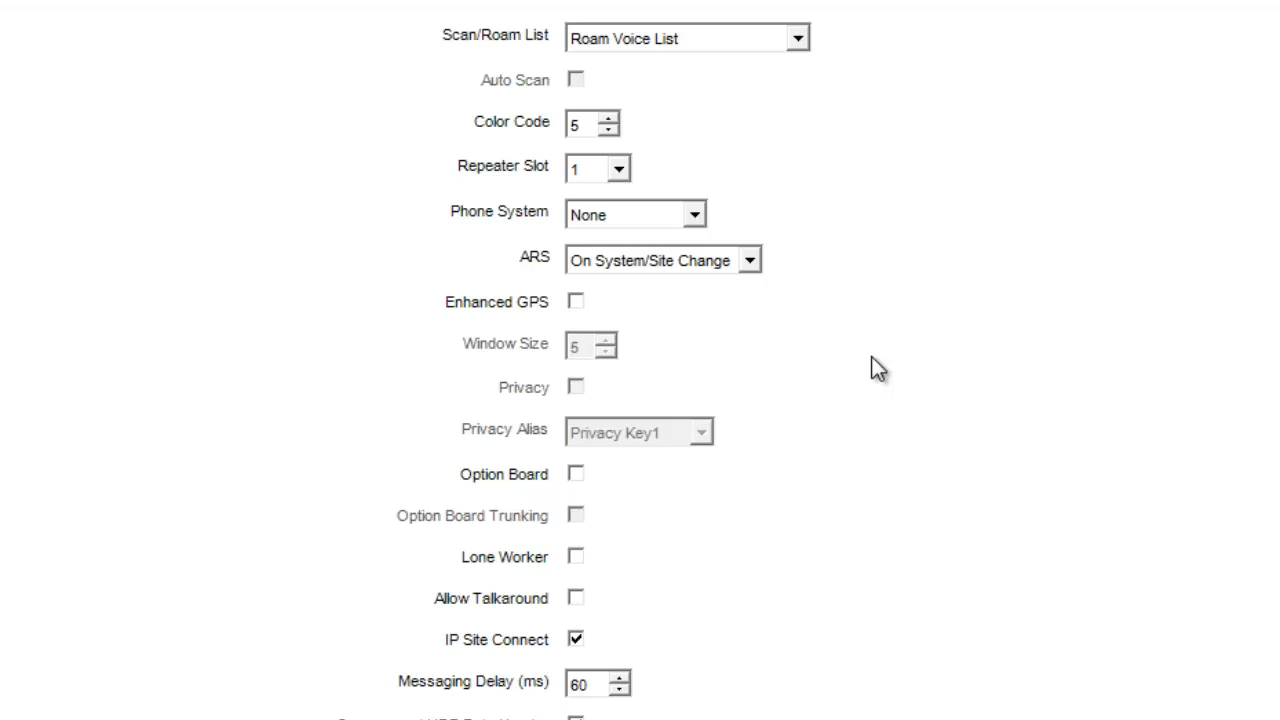 Scan/Roam List Roam Voice List
Auto Scan
Color Code 5
Repeater Slot 1
Phone System None
ARS On System/Site Change
Enhanced GPS
Window Size 5
Privacy
Privacy Alias Privacy Key1
Option Board
Option Board Trunking
Lone Worker
Allow Talkaround
IP Site Connect
Messaging Delay (ms) 60